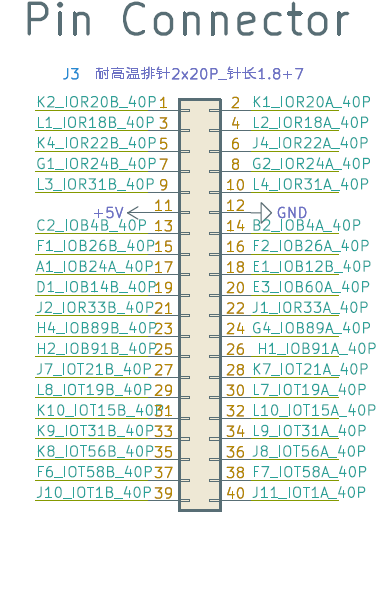 Pin Connector
J3 耐高温排针2x20P_针长1.8+7
K2_IOR20B_40P 1 2 K1_IOR20A_40P
L1_IOR18B_40P 3 4 L2_IOR18A_40P
K4_IOR22B_40P 5 6 J4_IOR22A_40P
G1_IOR24B_40P 7 8 G2_IOR24A_40P
L3_IOR31B_40P 9 10 L4_IOR31A_40P
+5V 11 12 GND
C2_IOB4B_40P 13 14 B2_IOB4A_40P
F1_IOB26B_40P 15 16 F2_IOB26A_40P
A1_IOB24A_40P 17 18 E1_IOB12B_40P
D1_IOB14B_40P 19 20 E3_IOB60A_40P
J2_IOR33B_40P 21 22 J1_IOR33A_40P
H4_IOB89B_40P 23 24 G4_IOB89A_40P
H2_IOB91B_40P 25 26 H1_IOB91A_40P
J7_IOT21B_40P 27 28 K7_IOT21A_40P
L8_IOT19B_40P 29 30 L7_IOT19A_40P
K10_IOT15B_40P 31 32 L10_IOT15A_40P
K9_IOT31B_40P 33 34 L9_IOT31A_40P
K8_IOT56B_40P 35 36 J8_IOT56A_40P
F6_IOT58B_40P 37 38 F7_IOT58A_40P
J10_IOT1B_40P 39 40 J11_IOT1A_40P